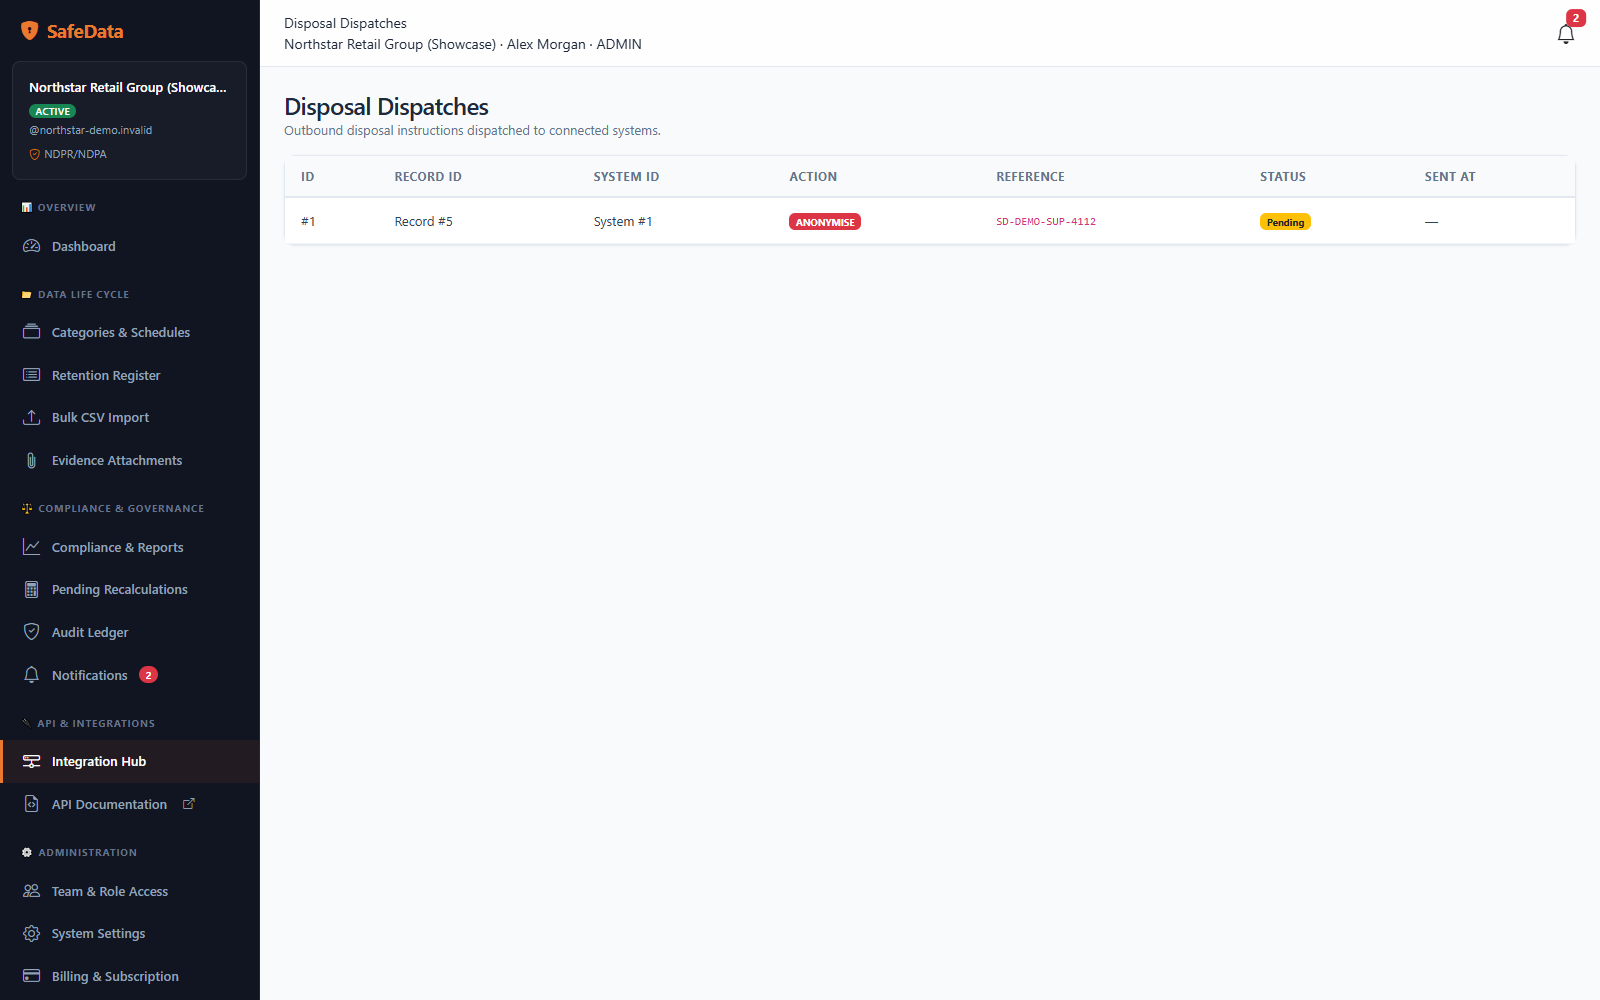 SafeData
Northstar Retail Group (Showca...
ACTIVE
@northstar-demo.invalid
NDPR/NDPA
OVERVIEW
Dashboard
DATA LIFE CYCLE
Categories & Schedules
Retention Register
Bulk CSV Import
Evidence Attachments
COMPLIANCE & GOVERNANCE
Compliance & Reports
Pending Recalculations
Audit Ledger
Notifications 2
API & INTEGRATIONS
Integration Hub
API Documentation
ADMINISTRATION
Team & Role Access
System Settings
Billing & Subscription
Disposal Dispatches
Northstar Retail Group (Showcase) · Alex Morgan · ADMIN
2
Disposal Dispatches
Outbound disposal instructions dispatched to connected systems.
ID RECORD ID SYSTEM ID ACTION REFERENCE STATUS SENT AT
#1 Record #5 System #1 ANONYMISE SD-DEMO-SUP-4112 Pending —